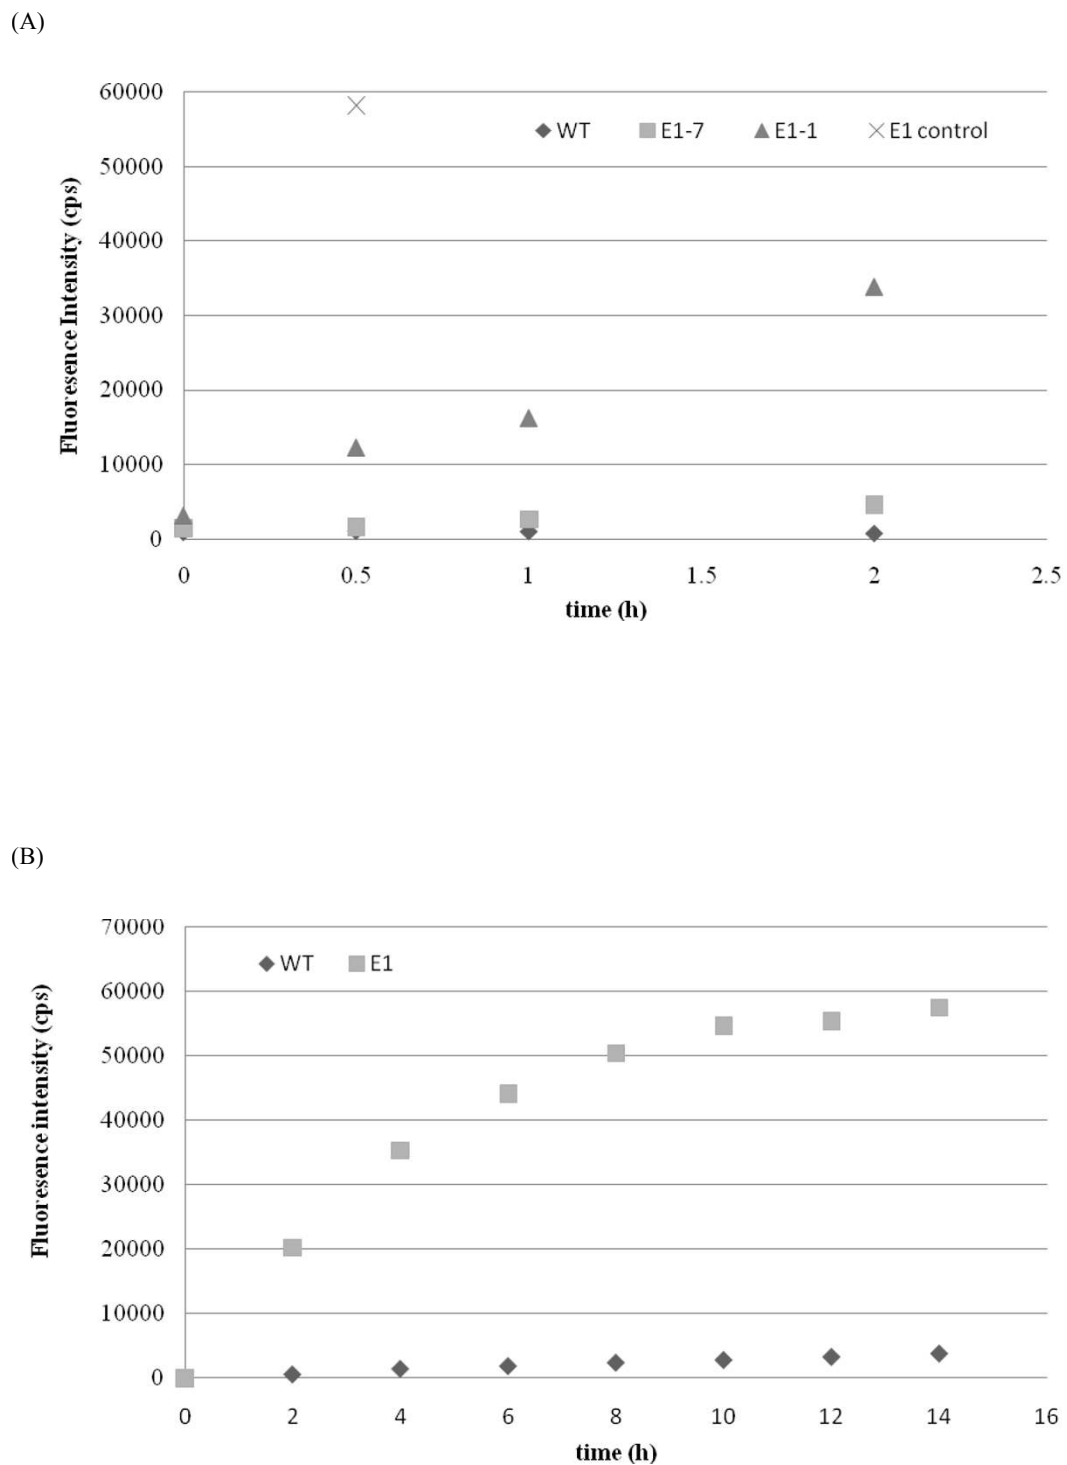 (A)
60000
50000
40000
30000
20000
10000
0
Fluoresence Intensity (cps)
WT E1-7 E1-1 E1 control
0 0.5 1 1.5 2 2.5
time (h)
(B)
70000
60000
50000
40000
30000
20000
10000
0
Fluoresence intensity (cps)
WT E1
0 2 4 6 8 10 12 14 16
time (h)